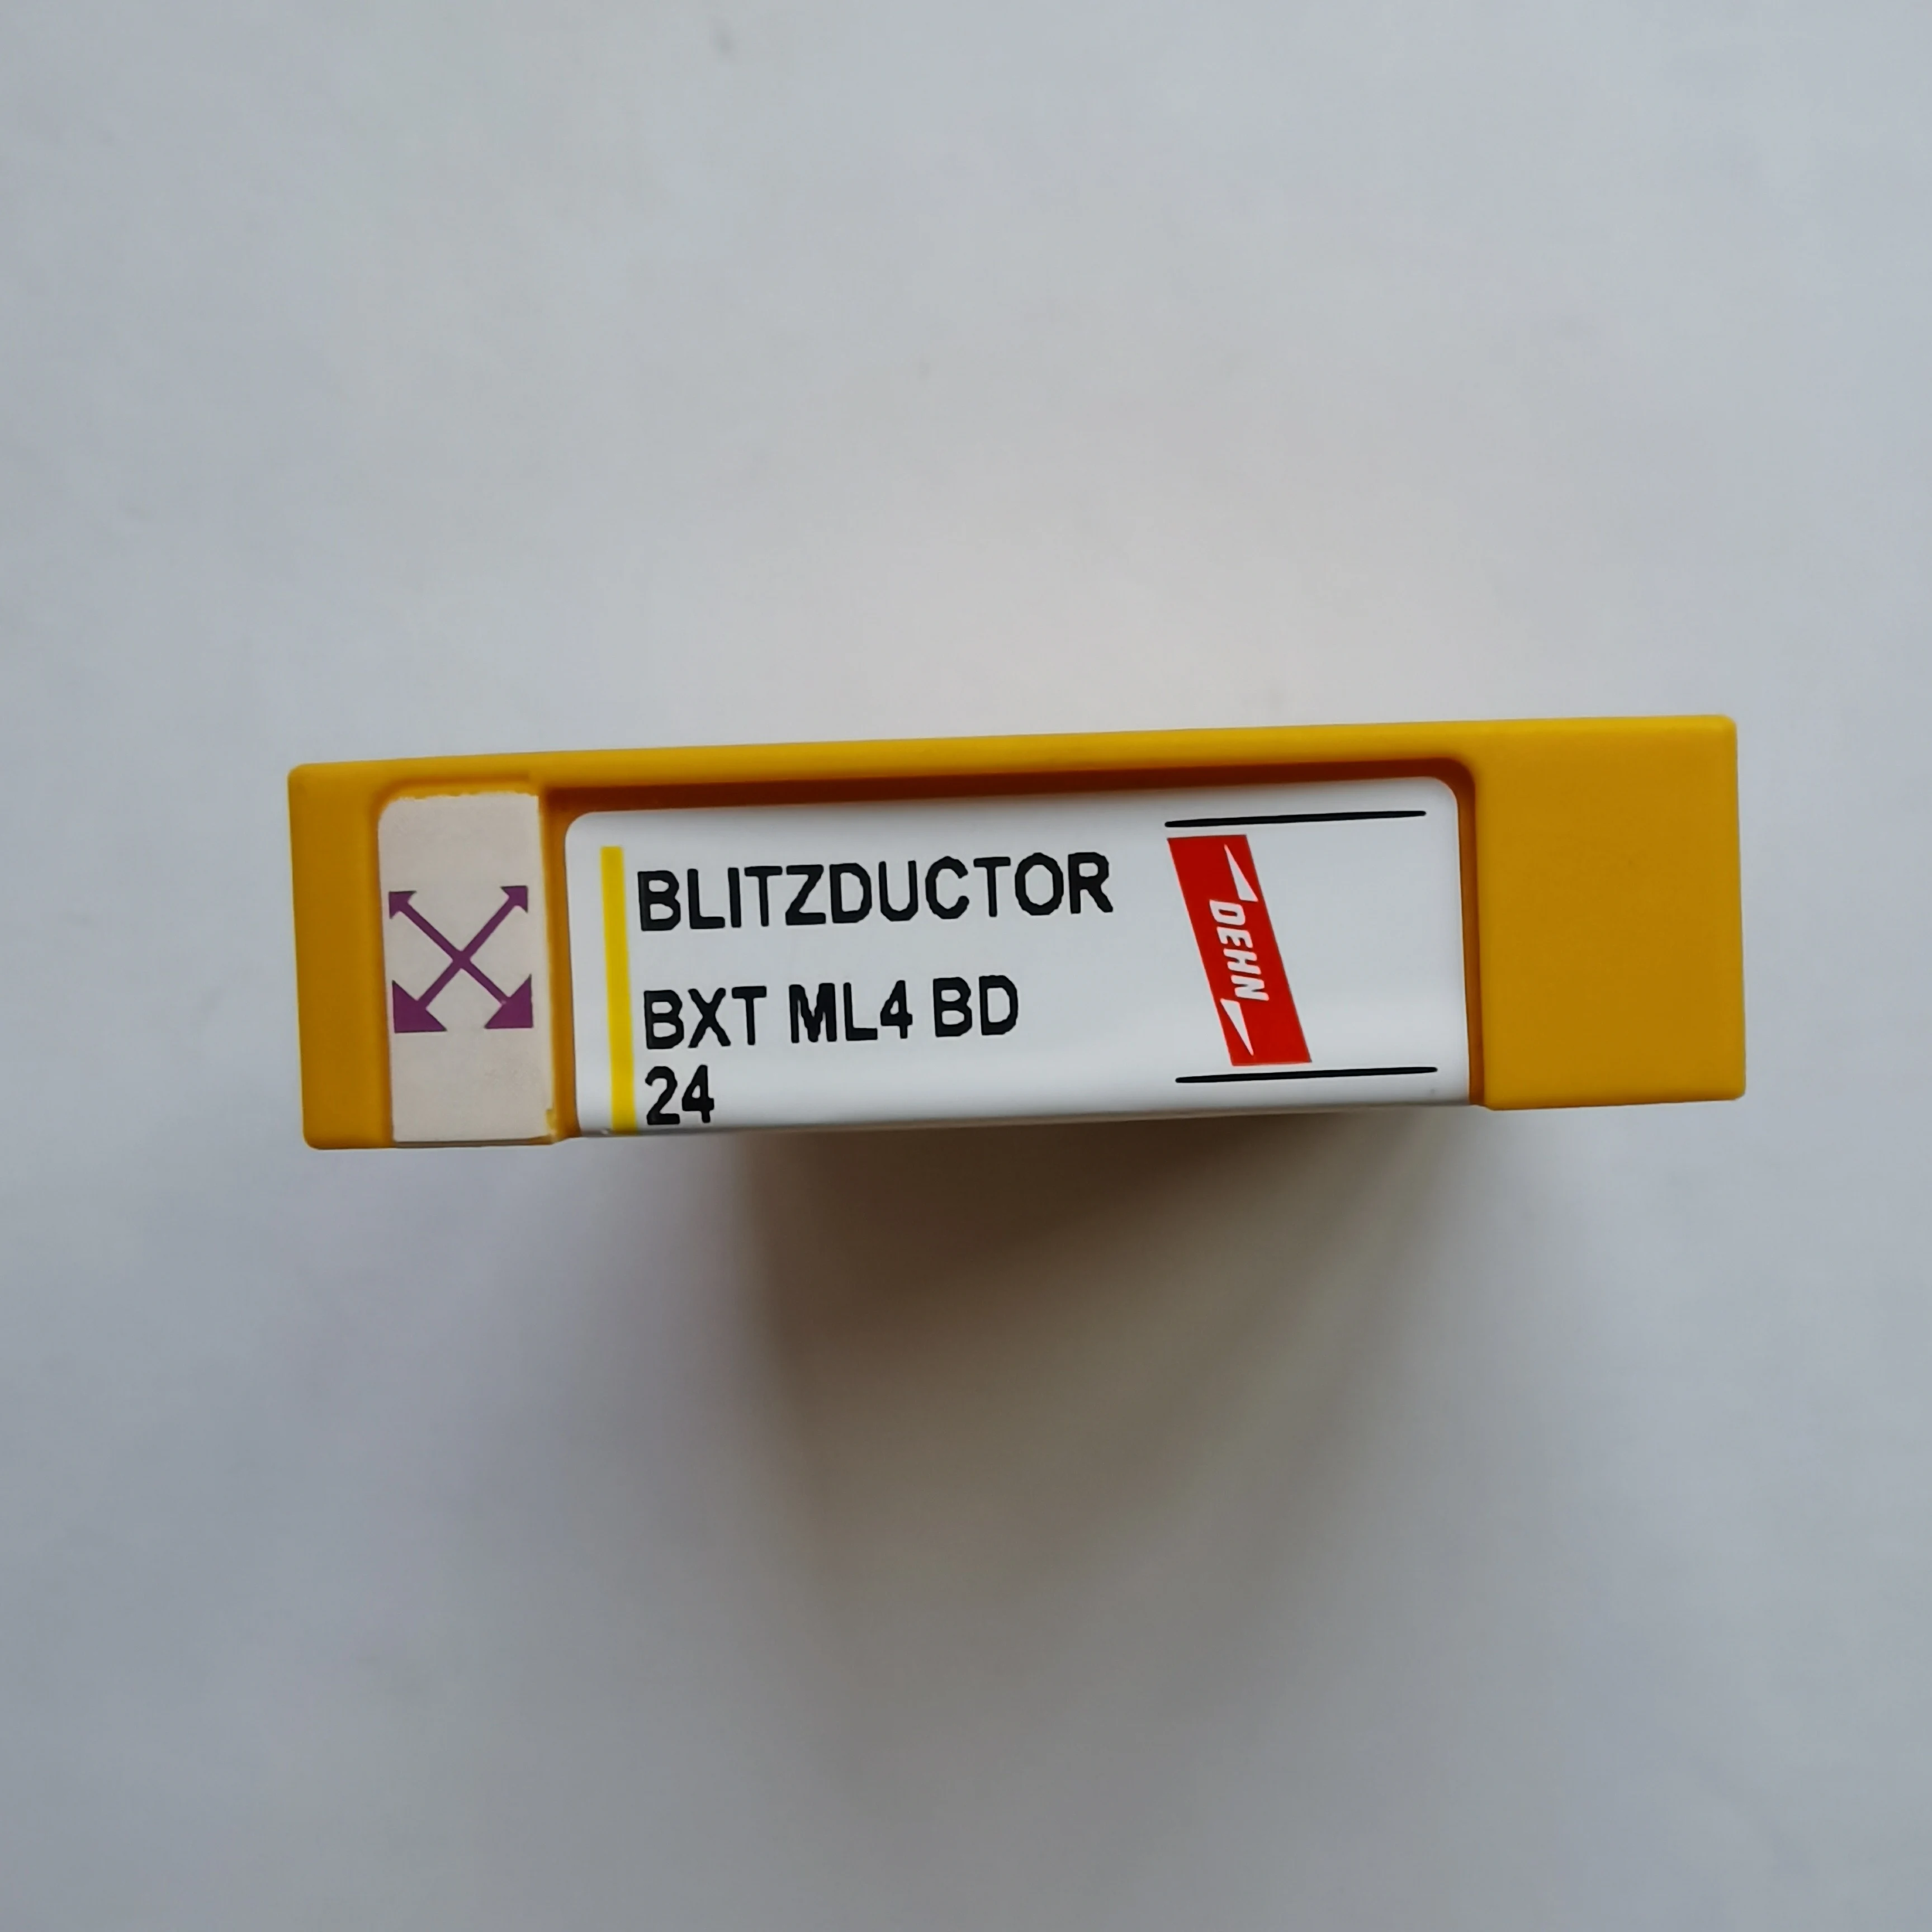 BLITZDUCTOR
BXT ML4 BD
24
DEHN